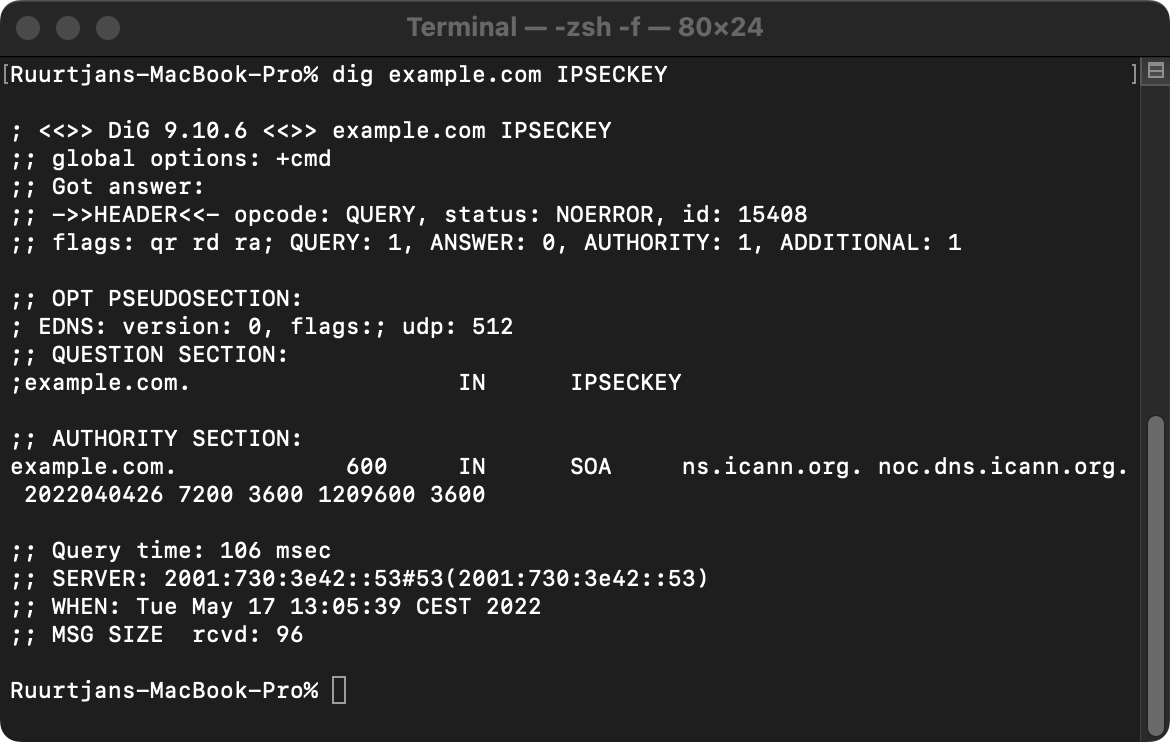 Terminal — -zsh -f — 80×24
[Ruurtjans-MacBook-Pro% dig example.com IPSECKEY ]
; <<>> DiG 9.10.6 <<>> example.com IPSECKEY
;; global options: +cmd
;; Got answer:
;; ->>HEADER<<- opcode: QUERY, status: NOERROR, id: 15408
;; flags: qr rd ra; QUERY: 1, ANSWER: 0, AUTHORITY: 1, ADDITIONAL: 1
;; OPT PSEUDOSECTION:
; EDNS: version: 0, flags:; udp: 512
;; QUESTION SECTION:
;example.com. IN IPSECKEY
;; AUTHORITY SECTION:
example.com. 600 IN SOA ns.icann.org. noc.dns.icann.org.
2022040426 7200 3600 1209600 3600
;; Query time: 106 msec
;; SERVER: 2001:730:3e42::53#53(2001:730:3e42::53)
;; WHEN: Tue May 17 13:05:39 CEST 2022
;; MSG SIZE rcvd: 96
Ruurtjans-MacBook-Pro%